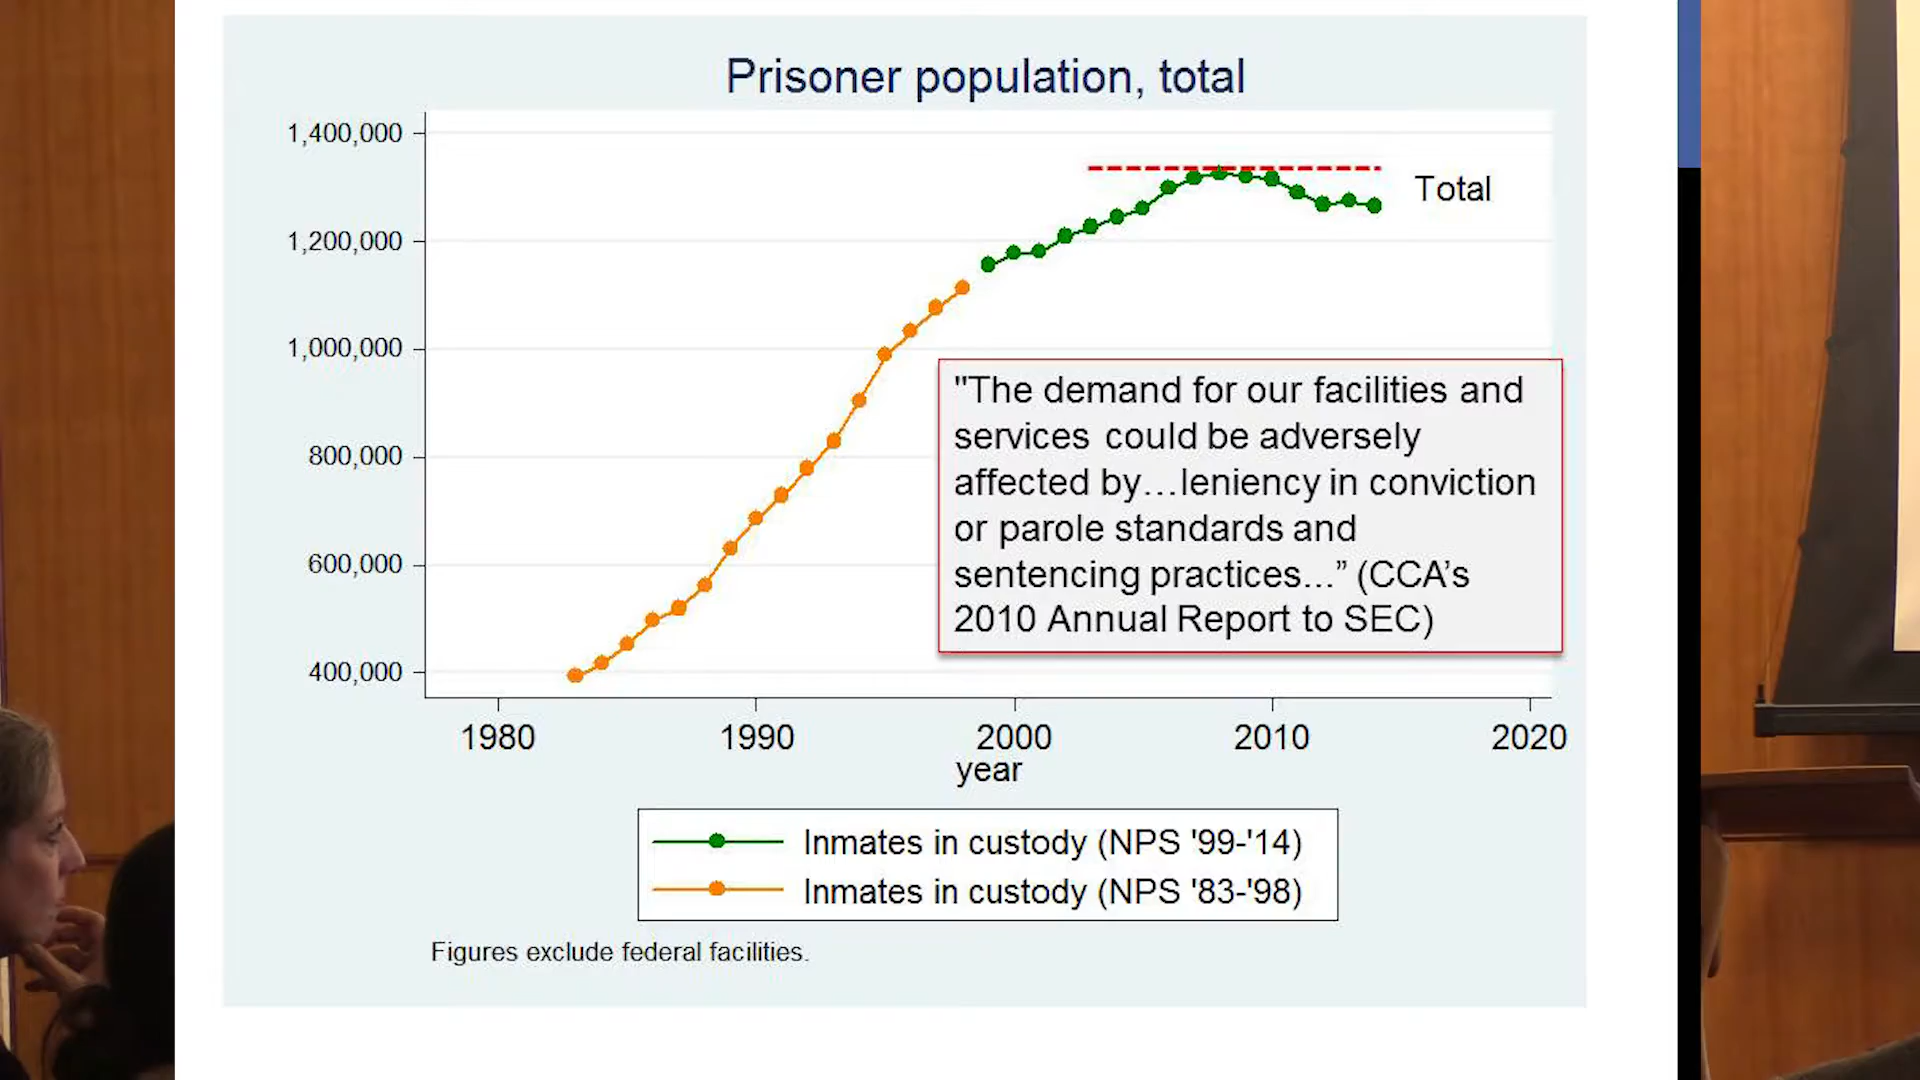 Prisoner population, total
1,400,000
1,200,000
1,000,000
800,000
600,000
400,000
Total
"The demand for our facilities and
services could be adversely
affected by…leniency in conviction
or parole standards and
sentencing practices…” (CCA’s
2010 Annual Report to SEC)
1980 1990 2000 2010 2020
year
Inmates in custody (NPS '99-'14)
Inmates in custody (NPS '83-'98)
Figures exclude federal facilities.